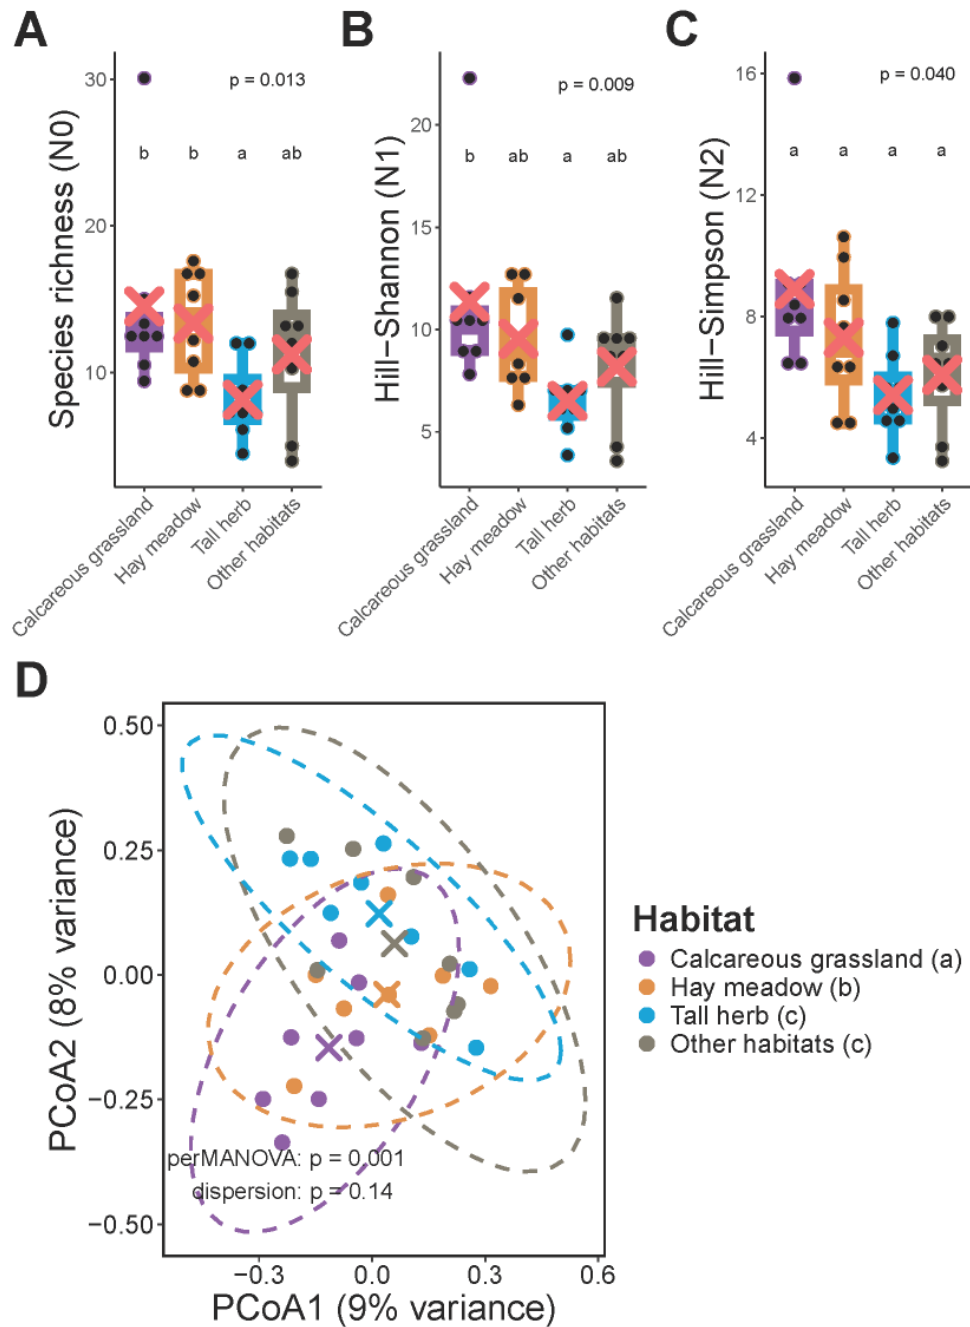 A
B
C
Species richness (N0)
30
20
10
p = 0.013
b
b
a
ab
Calcareous grassland
Hay meadow
Tall herb
Other habitats
Hill−Shannon (N1)
20
15
10
5
p = 0.009
b
ab
a
ab
Calcareous grassland
Hay meadow
Tall herb
Other habitats
Hill−Simpson (N2)
16
12
8
4
p = 0.040
a
a
a
a
Calcareous grassland
Hay meadow
Tall herb
Other habitats
D
PCoA2 (8% variance)
0.50
0.25
0.00
−0.25
−0.50
perMANOVA: p = 0.001
dispersion: p = 0.14
−0.3
0.0
0.3
0.6
PCoA1 (9% variance)
Habitat
Calcareous grassland (a)
Hay meadow (b)
Tall herb (c)
Other habitats (c)